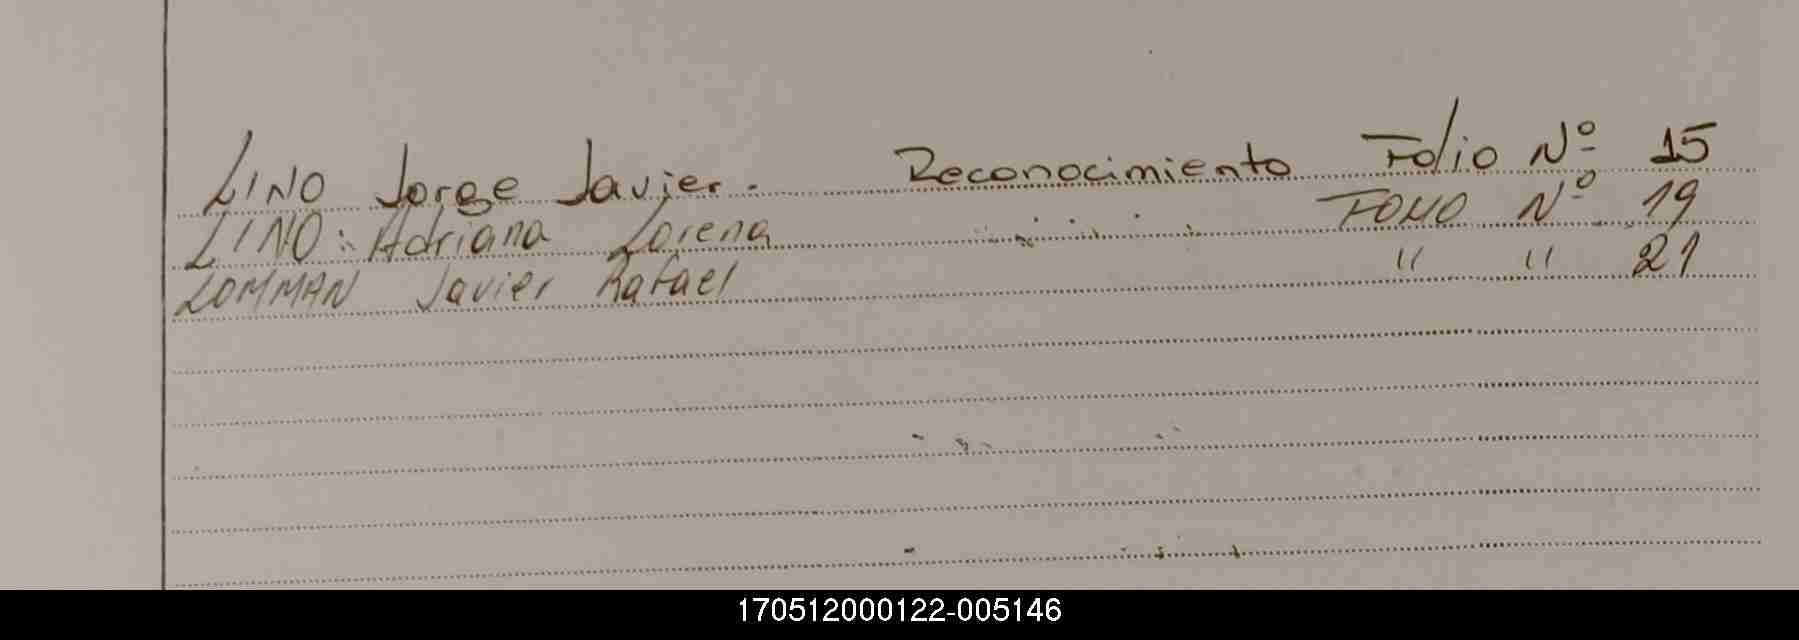 LINO Jorge Javier. Reconocimiento Folio Nº 15
LINO: Adriana Lorena Folio Nº 19
LOMMAN Javier Rafael " " 21
170512000122-005146